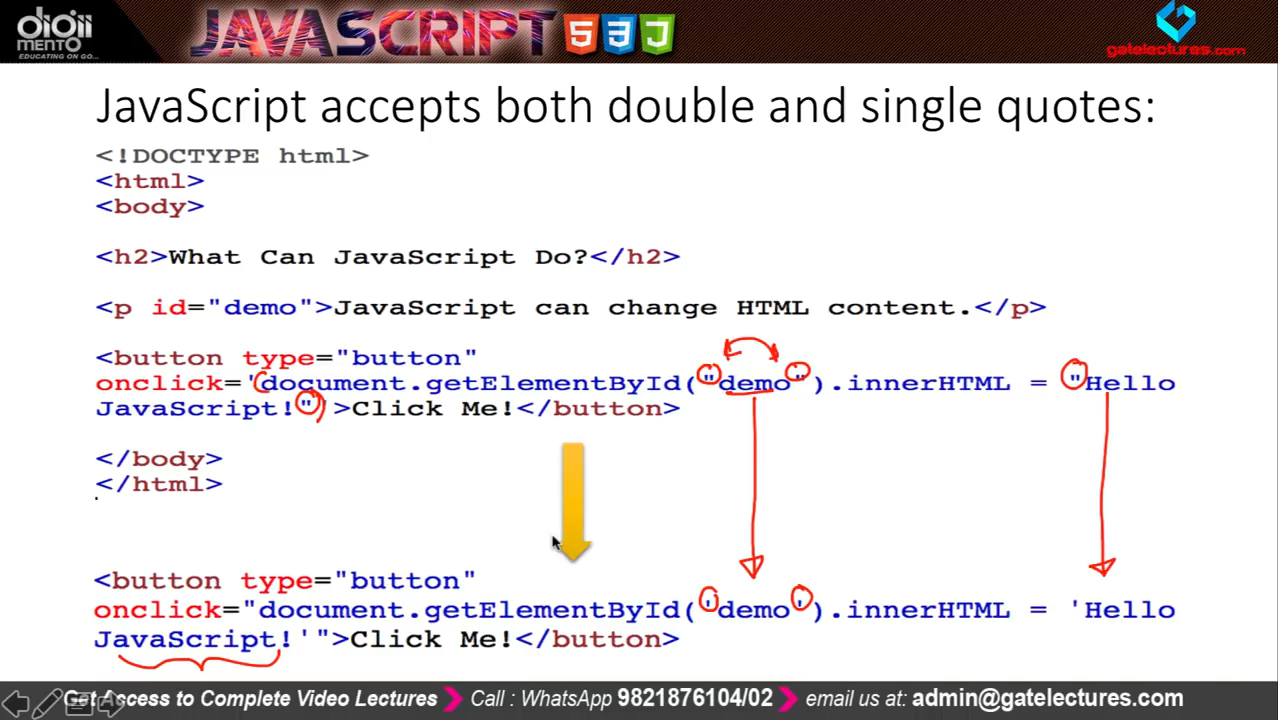 didii
MENTO
EDUCATING ON GO...
JAVASCRIPT
gatelectures.com
JavaScript accepts both double and single quotes:
<!DOCTYPE html>
<html>
<body>
<h2>What Can JavaScript Do?</h2>
<p id="demo">JavaScript can change HTML content.</p>
<button type="button"
onclick='document.getElementById("demo").innerHTML = "Hello
JavaScript!"'>Click Me!</button>
</body>
</html>
<button type="button"
onclick="document.getElementById('demo').innerHTML = 'Hello
JavaScript!'">Click Me!</button>
Get Access to Complete Video Lectures Call : WhatsApp 9821876104/02 email us at: admin@gatelectures.com